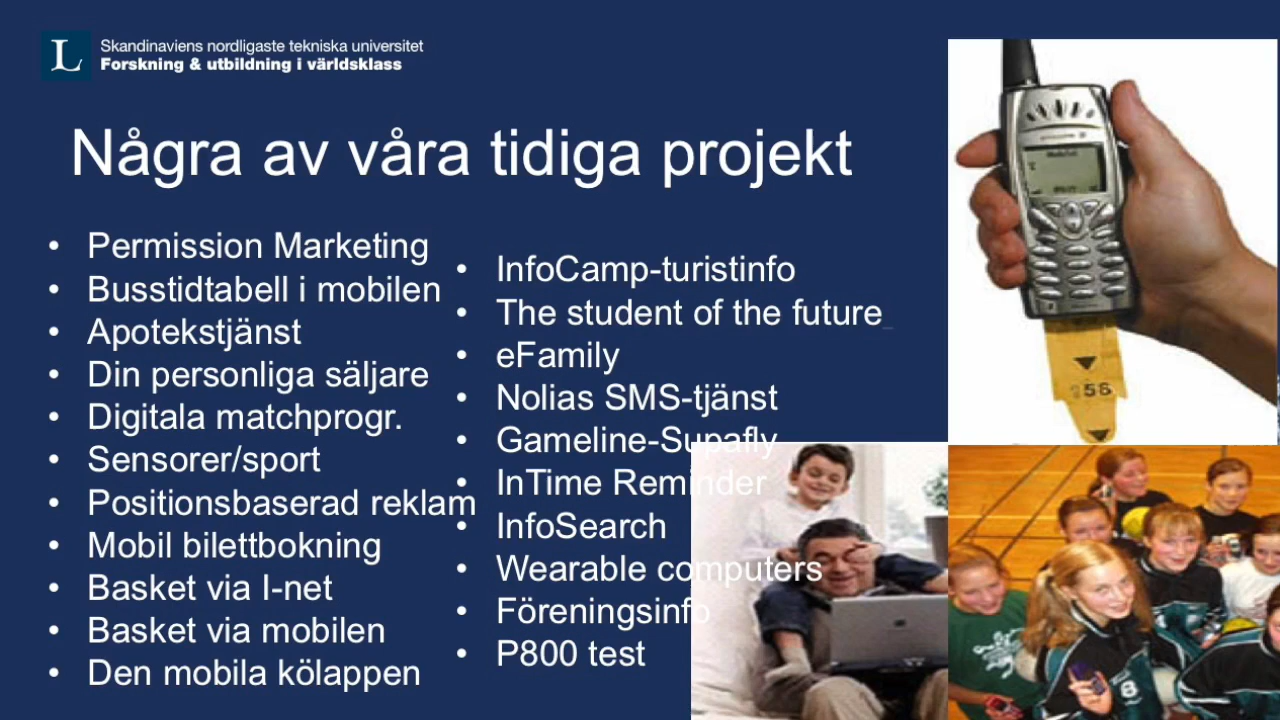 L
Skandinaviens nordligaste tekniska universitet
Forskning & utbildning i världsklass
Några av våra tidiga projekt
• Permission Marketing
• Busstidtabell i mobilen
• Apotekstjänst
• Din personliga säljare
• Digitala matchprogr.
• Sensorer/sport
• Positionsbaserad reklam
• Mobil bilettbokning
• Basket via I-net
• Basket via mobilen
• Den mobila kölappen
• InfoCamp-turistinfo
• The student of the future
• eFamily
• Nolias SMS-tjänst
• Gameline-Supafly
• InTime Reminder
• InfoSearch
• Wearable computers
• Föreningsinfo
• P800 test
56
8